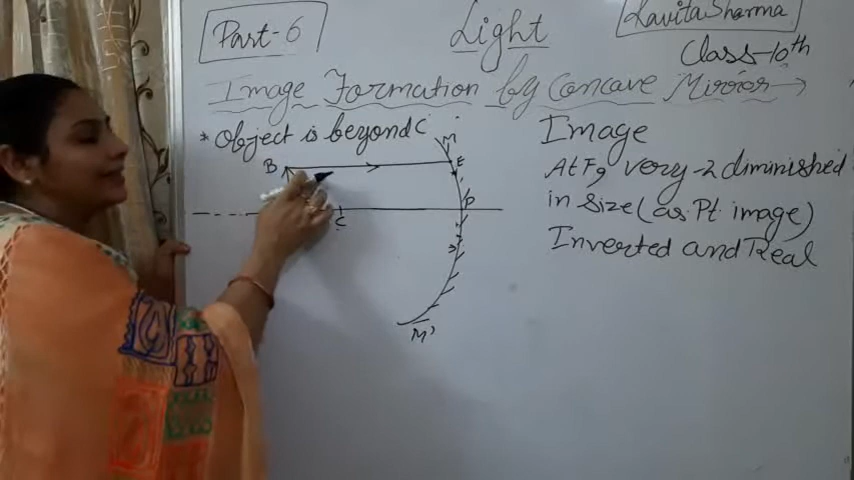 Part-6
Light
Kavita Sharma
Class-10th
Image Formation by Concave Mirror→
* Object is beyond C
Image
At F, very-2 diminished
in size (as Pt. image)
Inverted and Real
M
B
E
P
C
M'